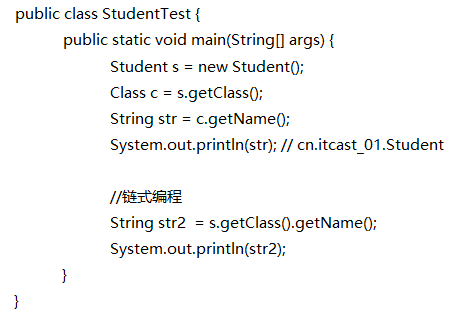 public class StudentTest {
public static void main(String[] args) {
Student s = new Student();
Class c = s.getClass();
String str = c.getName();
System.out.println(str); // cn.itcast_01.Student
//链式编程
String str2  = s.getClass().getName();
System.out.println(str2);
}
}